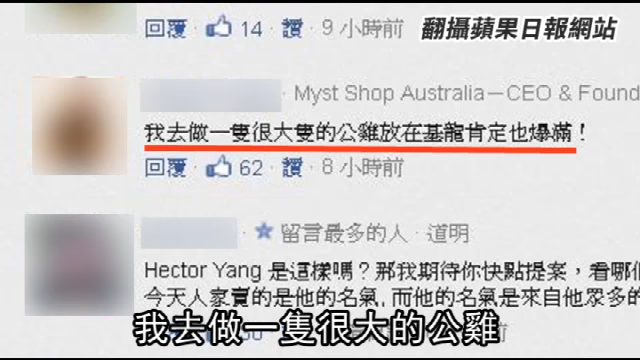 回覆 · 14 · 讚 · 9 小時前
翻攝蘋果日報網站
Myst Shop Australia－CEO & Found
我去做一隻很大隻的公雞放在基龍肯定也爆滿！
回覆 · 62 · 讚 · 8 小時前
留言最多的人 · 道明
Hector Yang 是這樣嗎？那我期待你快點提案，看哪個
今天人家賣的是他的名氣, 而他的名氣是來自他眾多的
我去做一隻很大的公雞